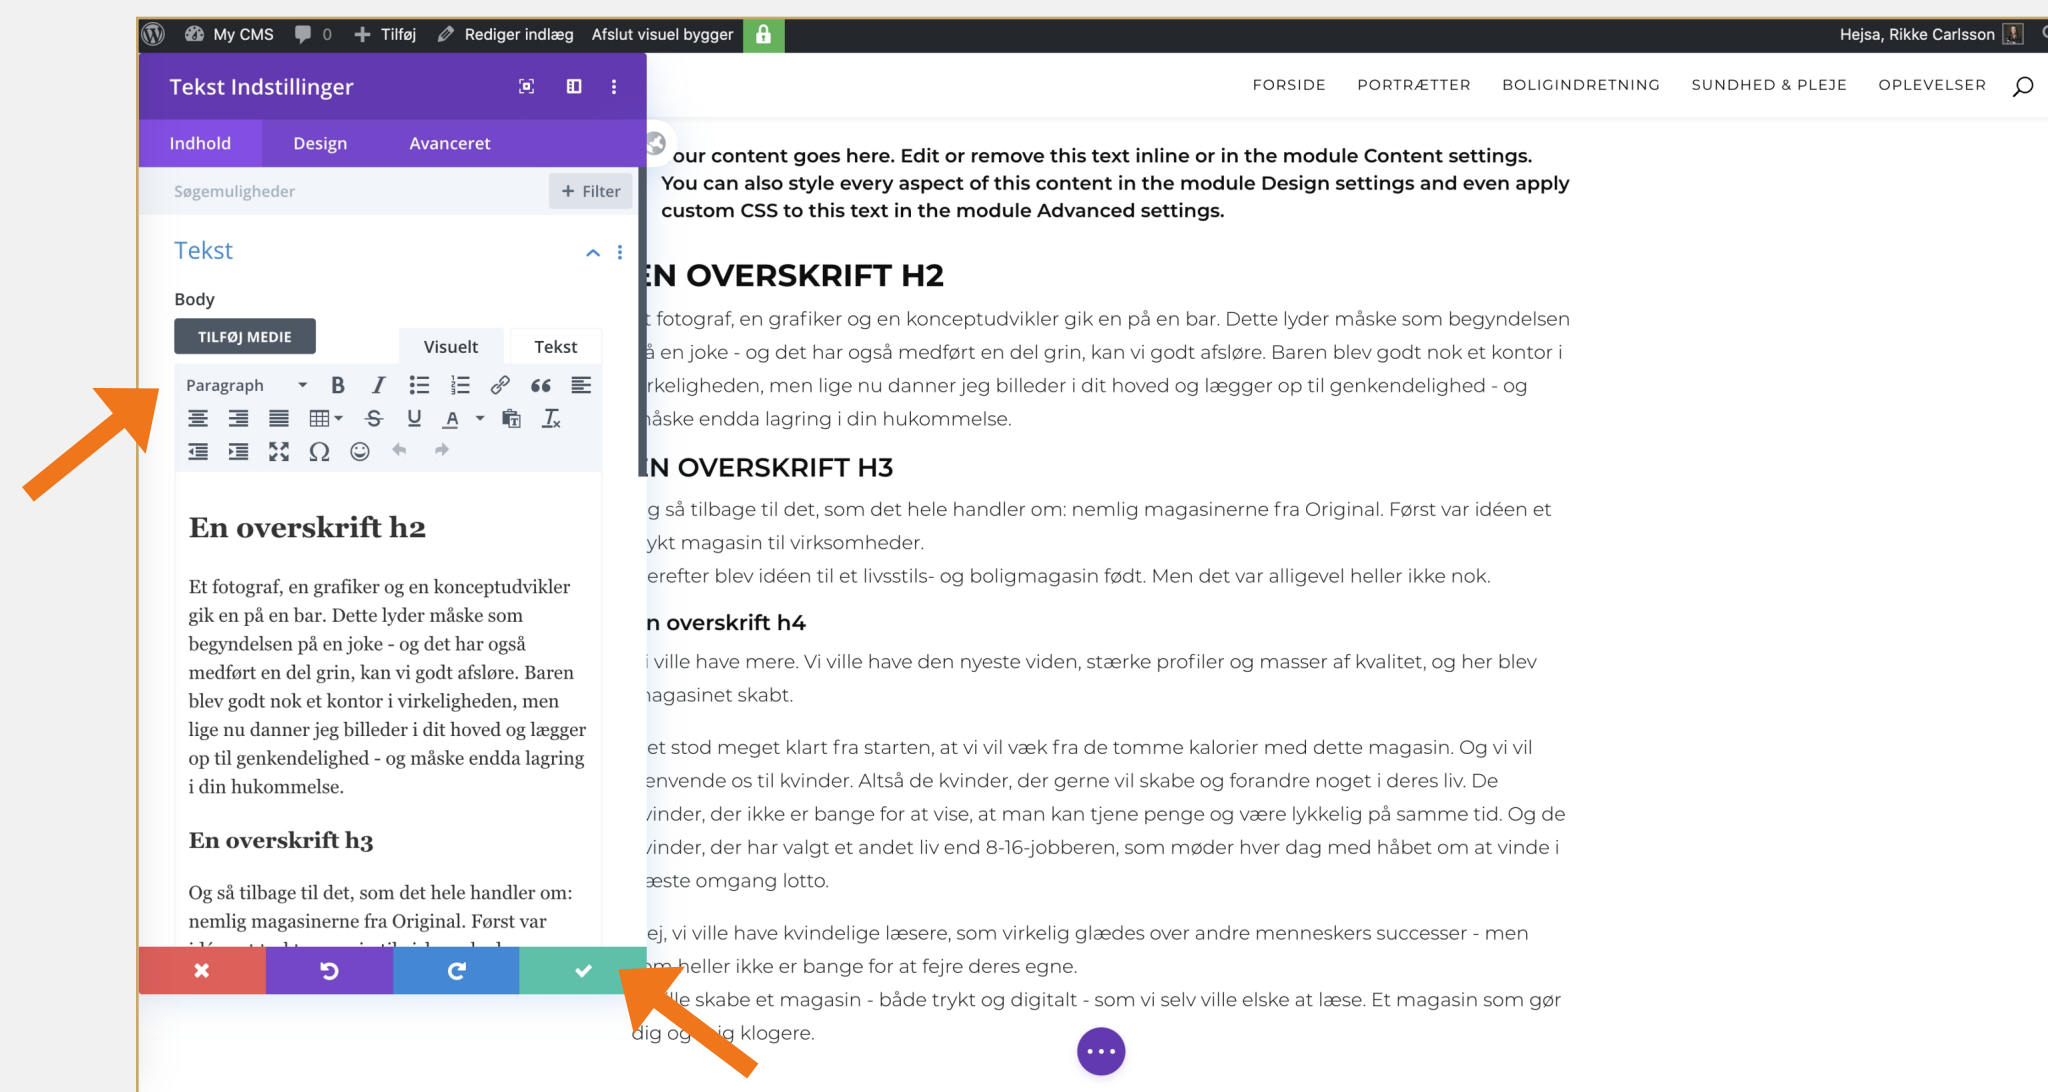 My CMS 0 Tilføj Rediger indlæg Afslut visuel bygger Hejsa, Rikke Carlsson
Tekst Indstillinger
Indhold Design Avanceret
Søgemuligheder + Filter
Tekst
Body
TILFØJ MEDIE Visuelt Tekst
Paragraph
En overskrift h2
Et fotograf, en grafiker og en konceptudvikler
gik en på en bar. Dette lyder måske som
begyndelsen på en joke - og det har også
medført en del grin, kan vi godt afsløre. Baren
blev godt nok et kontor i virkeligheden, men
lige nu danner jeg billeder i dit hoved og lægger
op til genkendelighed - og måske endda lagring
i din hukommelse.
En overskrift h3
Og så tilbage til det, som det hele handler om:
nemlig magasinerne fra Original. Først var
FORSIDE PORTRÆTTER BOLIGINDRETNING SUNDHED & PLEJE OPLEVELSER
our content goes here. Edit or remove this text inline or in the module Content settings.
You can also style every aspect of this content in the module Design settings and even apply
custom CSS to this text in the module Advanced settings.
EN OVERSKRIFT H2
t fotograf, en grafiker og en konceptudvikler gik en på en bar. Dette lyder måske som begyndelsen
å en joke - og det har også medført en del grin, kan vi godt afsløre. Baren blev godt nok et kontor i
rkeligheden, men lige nu danner jeg billeder i dit hoved og lægger op til genkendelighed - og
åske endda lagring i din hukommelse.
EN OVERSKRIFT H3
g så tilbage til det, som det hele handler om: nemlig magasinerne fra Original. Først var idéen et
ykt magasin til virksomheder.
erefter blev idéen til et livsstils- og boligmagasin født. Men det var alligevel heller ikke nok.
n overskrift h4
i ville have mere. Vi ville have den nyeste viden, stærke profiler og masser af kvalitet, og her blev
agasinet skabt.
et stod meget klart fra starten, at vi vil væk fra de tomme kalorier med dette magasin. Og vi vil
envende os til kvinder. Altså de kvinder, der gerne vil skabe og forandre noget i deres liv. De
vinder, der ikke er bange for at vise, at man kan tjene penge og være lykkelig på samme tid. Og de
vinder, der har valgt et andet liv end 8-16-jobberen, som møder hver dag med håbet om at vinde i
æste omgang lotto.
ej, vi ville have kvindelige læsere, som virkelig glædes over andre menneskers successer - men
om heller ikke er bange for at fejre deres egne.
lle skabe et magasin - både trykt og digitalt - som vi selv ville elske at læse. Et magasin som gør
dig og ig klogere.